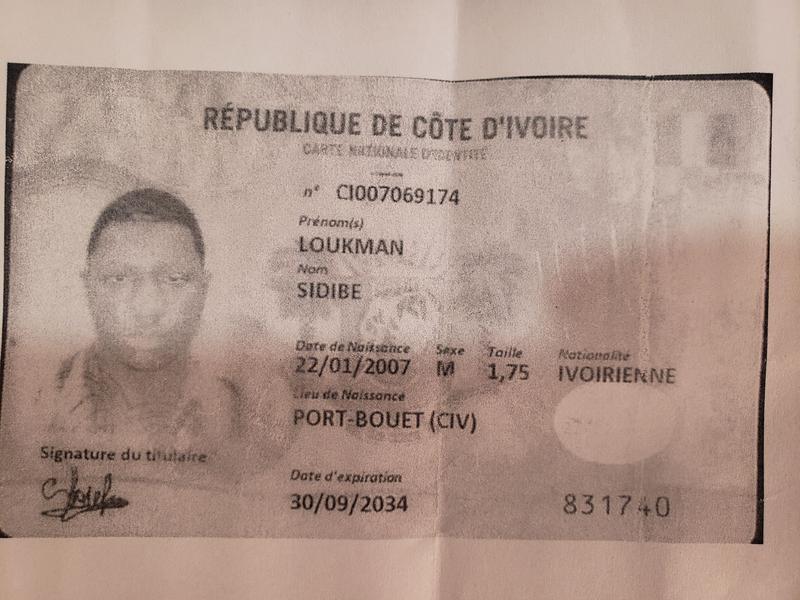 RÉPUBLIQUE DE CÔTE D'IVOIRE
CARTE NATIONALE D'IDENTITÉ
n° CI007069174
Prénom(s)
LOUKMAN
Nom
SIDIBE
Date de Naissance Sexe Taille Nationalité
22/01/2007 M 1,75 IVOIRIENNE
Lieu de Naissance
PORT-BOUET (CIV)
Signature du titulaire
Date d'expiration
30/09/2034
831740